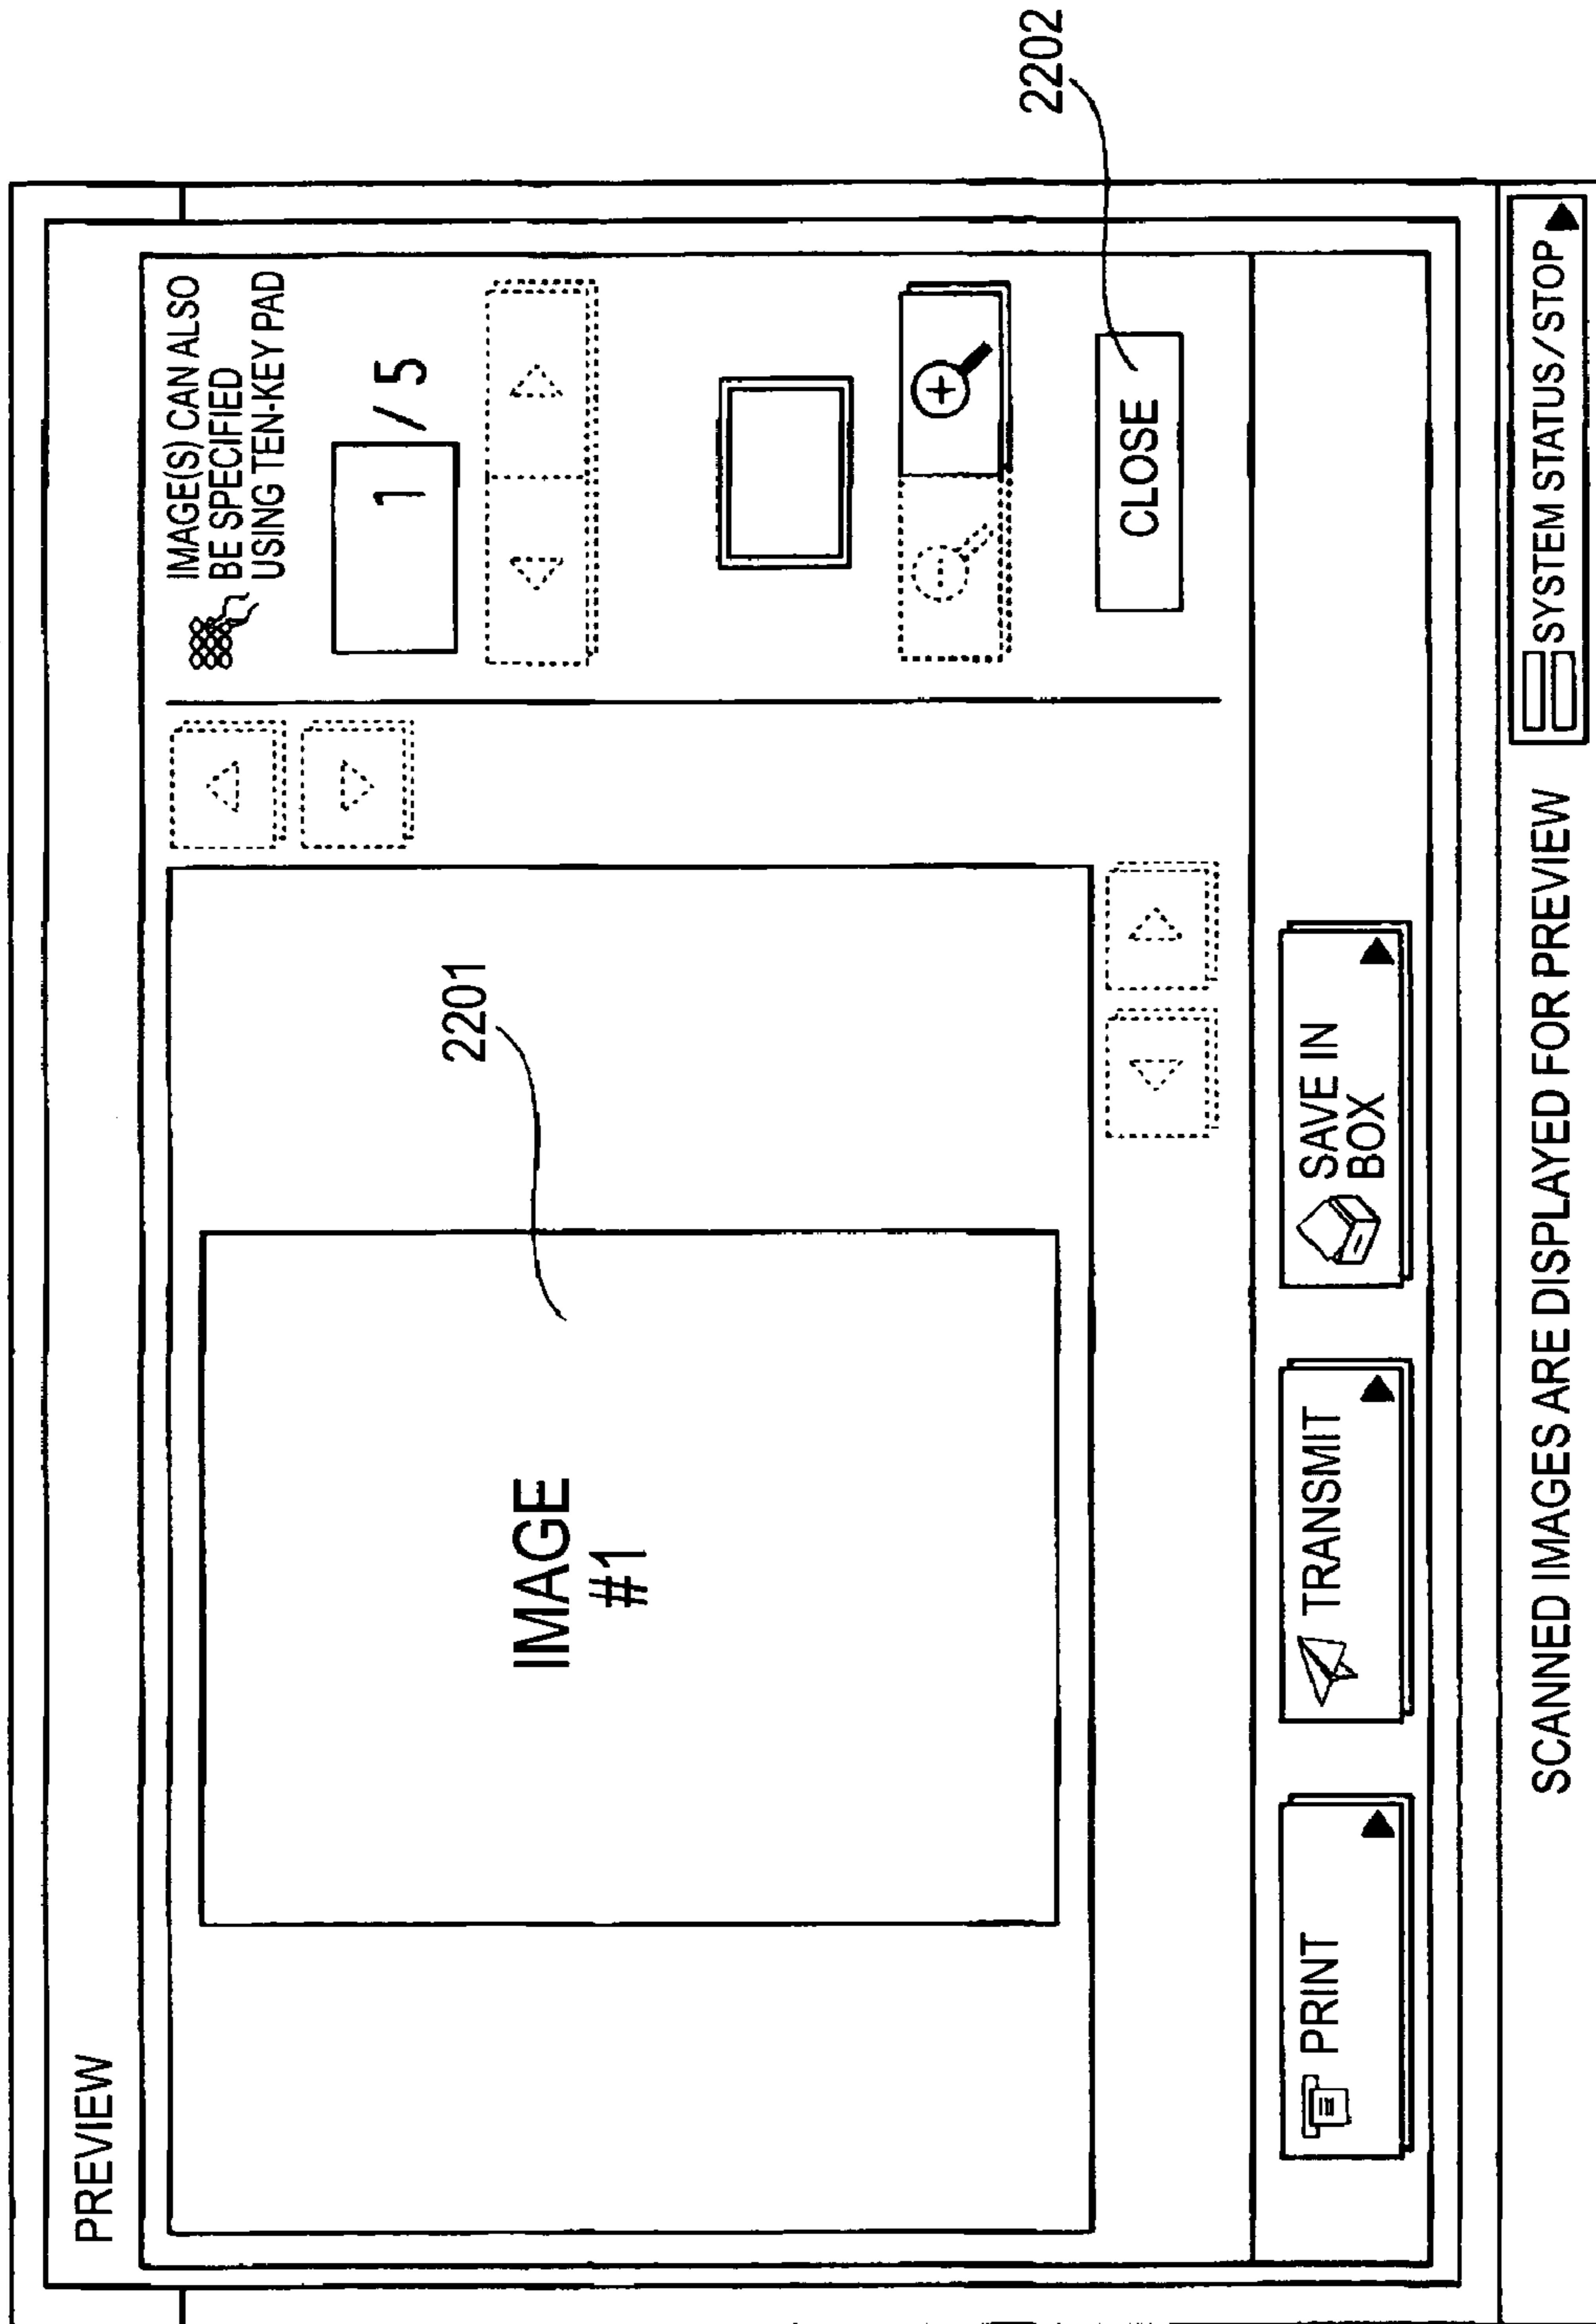 PREVIEW
IMAGE
#1
2201
IMAGE(S) CAN ALSO
BE SPECIFIED
USING TEN-KEY PAD
1 / 5
CLOSE
2202
PRINT
TRANSMIT
SAVE IN
BOX
SCANNED IMAGES ARE DISPLAYED FOR PREVIEW
SYSTEM STATUS/STOP